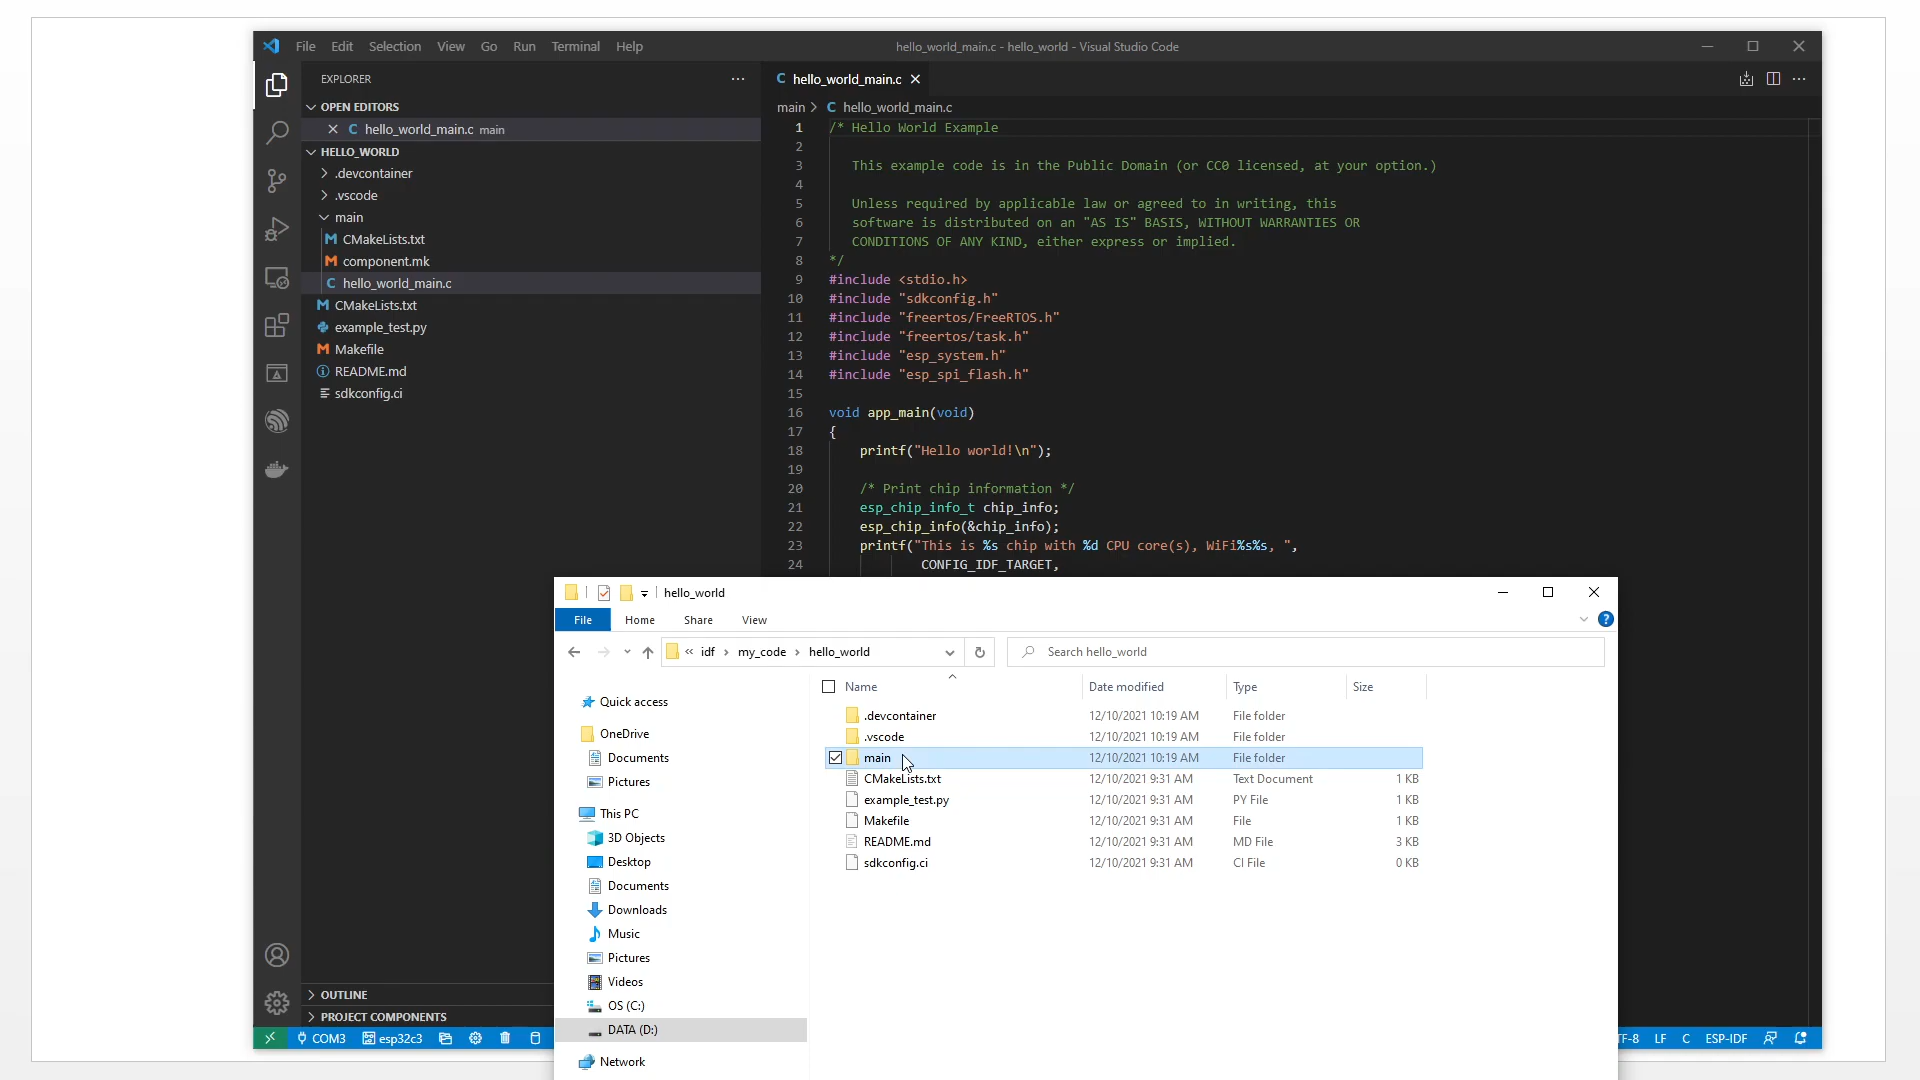 File Edit Selection View Go Run Terminal Help
hello_world_main.c - hello_world - Visual Studio Code
EXPLORER
OPEN EDITORS
hello_world_main.c main
HELLO_WORLD
.devcontainer
.vscode
main
CMakeLists.txt
component.mk
hello_world_main.c
CMakeLists.txt
example_test.py
Makefile
README.md
sdkconfig.ci
OUTLINE
PROJECT COMPONENTS
hello_world_main.c
main > C hello_world_main.c
1 /* Hello World Example
2
3 This example code is in the Public Domain (or CC0 licensed, at your option.)
4
5 Unless required by applicable law or agreed to in writing, this
6 software is distributed on an "AS IS" BASIS, WITHOUT WARRANTIES OR
7 CONDITIONS OF ANY KIND, either express or implied.
8 */
9 #include <stdio.h>
10 #include "sdkconfig.h"
11 #include "freertos/FreeRTOS.h"
12 #include "freertos/task.h"
13 #include "esp_system.h"
14 #include "esp_spi_flash.h"
15
16 void app_main(void)
17 {
18 printf("Hello world!\n");
19
20 /* Print chip information */
21 esp_chip_info_t chip_info;
22 esp_chip_info(&chip_info);
23 printf("This is %s chip with %d CPU core(s), WiFi%s%s, ",
24 CONFIG_IDF_TARGET,
hello_world
File Home Share View
« idf > my_code > hello_world
Search hello_world
Quick access
OneDrive
Documents
Pictures
This PC
3D Objects
Desktop
Documents
Downloads
Music
Pictures
Videos
OS (C:)
DATA (D:)
Network
Name Date modified Type Size
.devcontainer 12/10/2021 10:19 AM File folder
.vscode 12/10/2021 10:19 AM File folder
main 12/10/2021 10:19 AM File folder
CMakeLists.txt 12/10/2021 9:31 AM Text Document 1 KB
example_test.py 12/10/2021 9:31 AM PY File 1 KB
Makefile 12/10/2021 9:31 AM File 1 KB
README.md 12/10/2021 9:31 AM MD File 3 KB
sdkconfig.ci 12/10/2021 9:31 AM CI File 0 KB
COM3 esp32c3
TF-8 LF C ESP-IDF